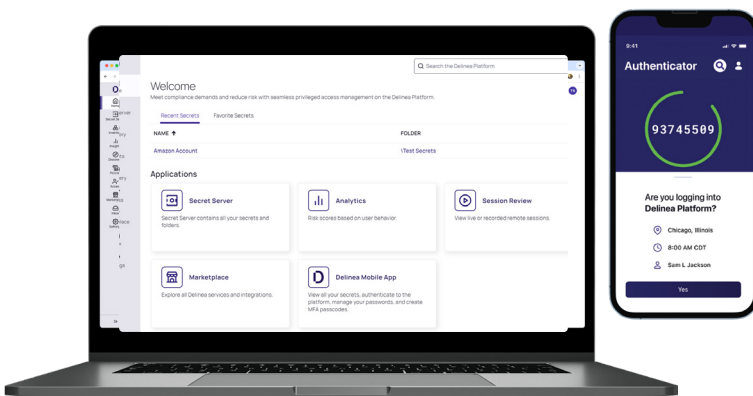 Search the Delinea Platform
Welcome
Meet compliance demands and reduce risk with seamless privileged access management on the Delinea Platform.
Recent Secrets
Favorite Secrets
NAME ↑
FOLDER
Amazon Account
\Test Secrets
Applications
Secret Server
Secret Server contains all your secrets and
folders.
Analytics
Risk scores based on user behavior.
Session Review
View live or recorded remote sessions.
Marketplace
Explore all Delinea services and integrations.
Delinea Mobile App
View all your secrets, authenticate to the
platform, manage your passwords, and create
MFA passcodes.
9:41
Authenticator
93745509
Are you logging into
Delinea Platform?
Chicago, Illinois
8:00 AM CDT
Sam L Jackson
Yes